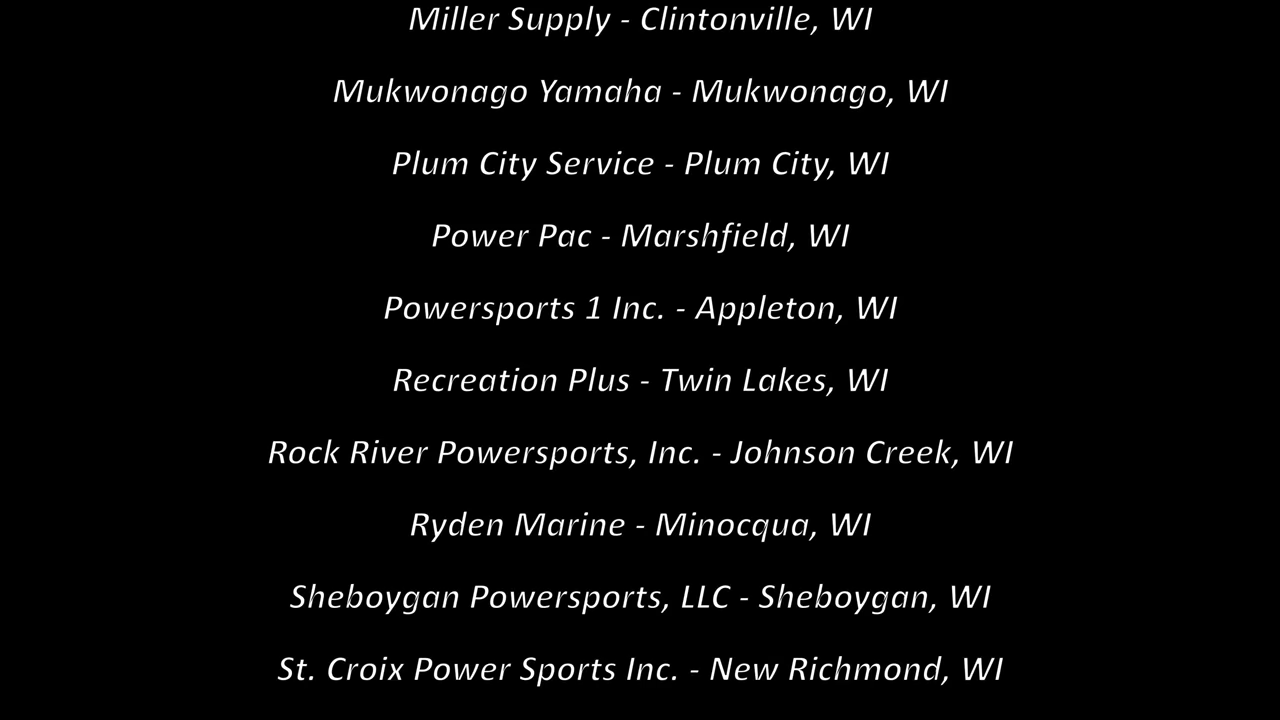 Miller Supply - Clintonville, WI
Mukwonago Yamaha - Mukwonago, WI
Plum City Service - Plum City, WI
Power Pac - Marshfield, WI
Powersports 1 Inc. - Appleton, WI
Recreation Plus - Twin Lakes, WI
Rock River Powersports, Inc. - Johnson Creek, WI
Ryden Marine - Minocqua, WI
Sheboygan Powersports, LLC - Sheboygan, WI
St. Croix Power Sports Inc. - New Richmond, WI